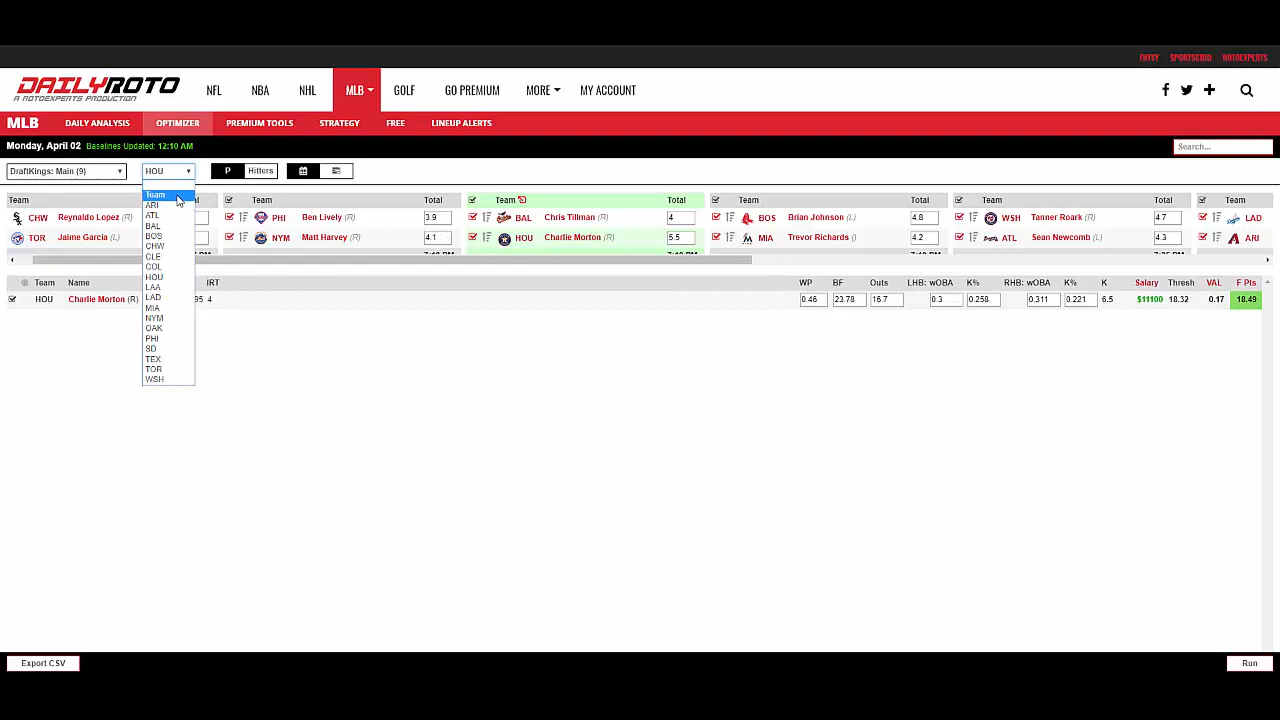 FNTSY SPORTSGRID ROTOEXPERTS
DAILYROTO
A ROTOEXPERTS PRODUCTION
NFL NBA NHL MLB GOLF GO PREMIUM MORE MY ACCOUNT
MLB DAILY ANALYSIS OPTIMIZER PREMIUM TOOLS STRATEGY FREE LINEUP ALERTS
Monday, April 02 Baselines Updated: 12:10 AM Search...
DraftKings: Main (9) HOU P Hitters
Team Team Total Team Total Team Total Team Total Team
CHW Reynaldo Lopez (R) PHI Ben Lively (R) 3.9 BAL Chris Tillman (R) 4 BOS Brian Johnson (L) 4.8 WSH Tanner Roark (R) 4.7 LAD
TOR Jaime Garcia (L) NYM Matt Harvey (R) 4.1 HOU Charlie Morton (R) 5.5 MIA Trevor Richards () 4.2 ATL Sean Newcomb (L) 4.3 ARI
Team Name IRT WP BF Outs LHB: wOBA K% RHB: wOBA K% K Salary Thresh VAL F Pts
HOU Charlie Morton (R) 95 4 0.46 23.78 16.7 0.3 0.258 0.311 0.221 6.5 $11100 18.32 0.17 18.49
Team
ARI
ATL
BAL
BOS
CHW
CLE
COL
HOU
LAA
LAD
MIA
NYM
OAK
PHI
SD
TEX
TOR
WSH
Export CSV Run